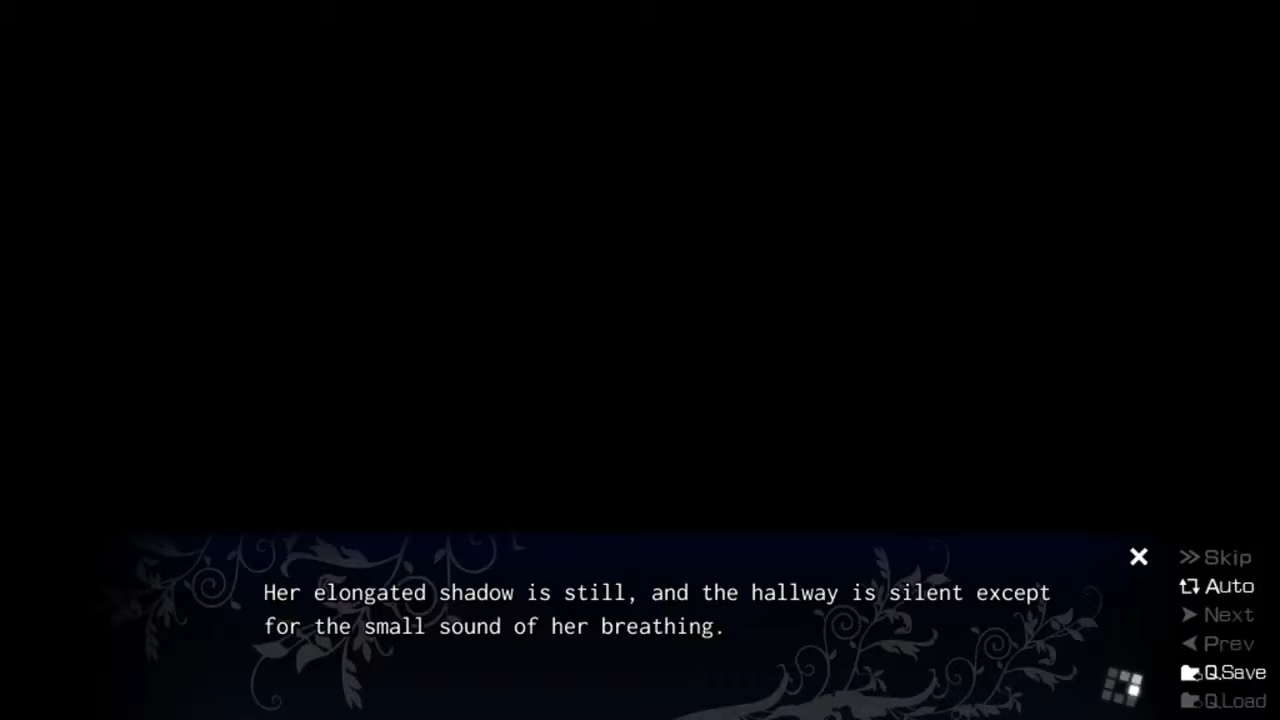 Her elongated shadow is still, and the hallway is silent except
for the small sound of her breathing.
Skip
Auto
Next
Prev
Q.Save
Q.Load